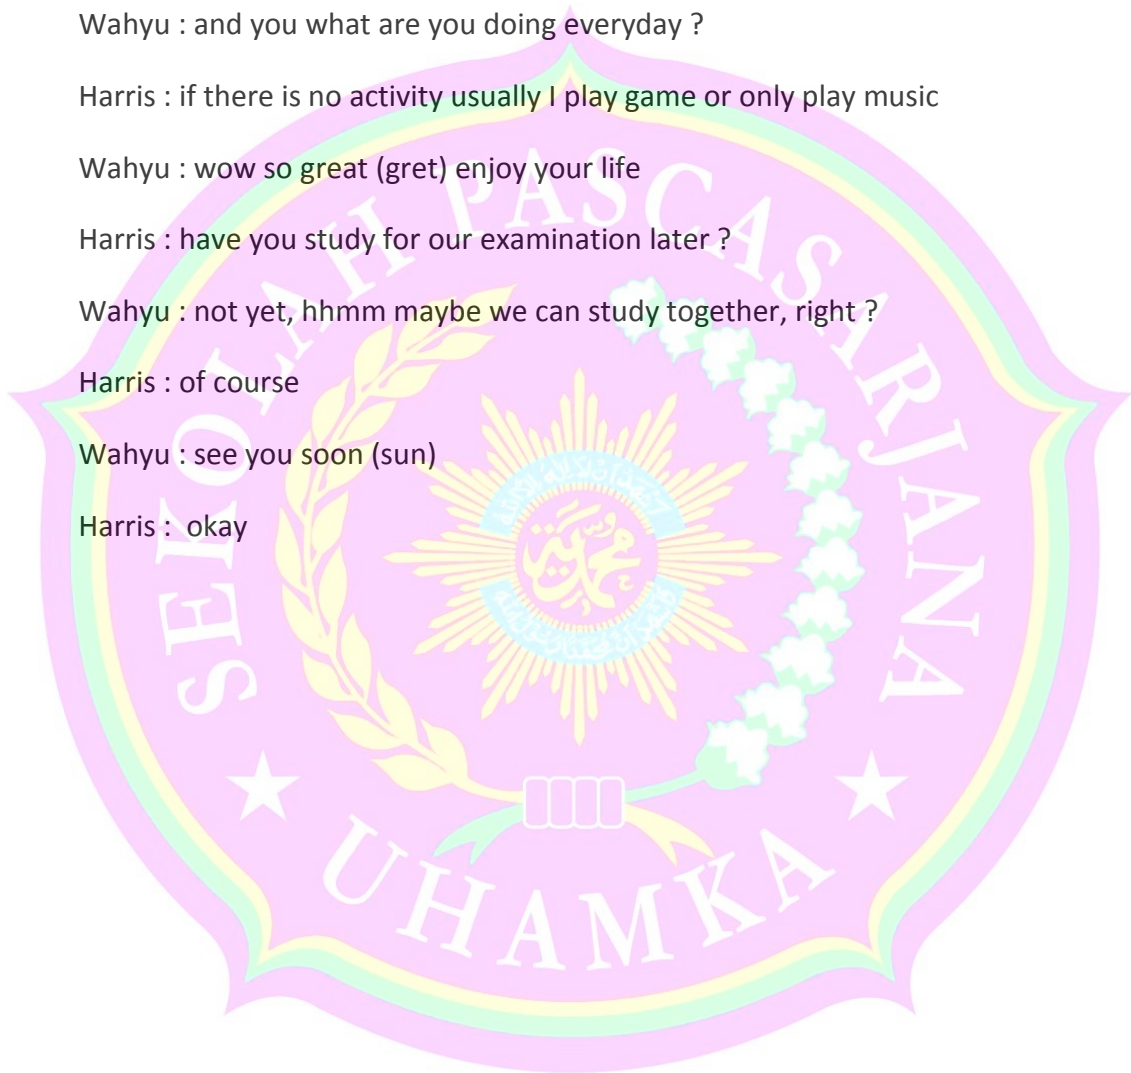 Wahyu : and you what are you doing everyday ?
Harris : if there is no activity usually I play game or only play music
Wahyu : wow so great (gret) enjoy your life
Harris : have you study for our examination later ?
Wahyu : not yet, hhmm maybe we can study together, right ?
Harris : of course
Wahyu : see you soon (sun)
Harris :  okay
SEKOLAH PASCASARJANA
UHAMKA